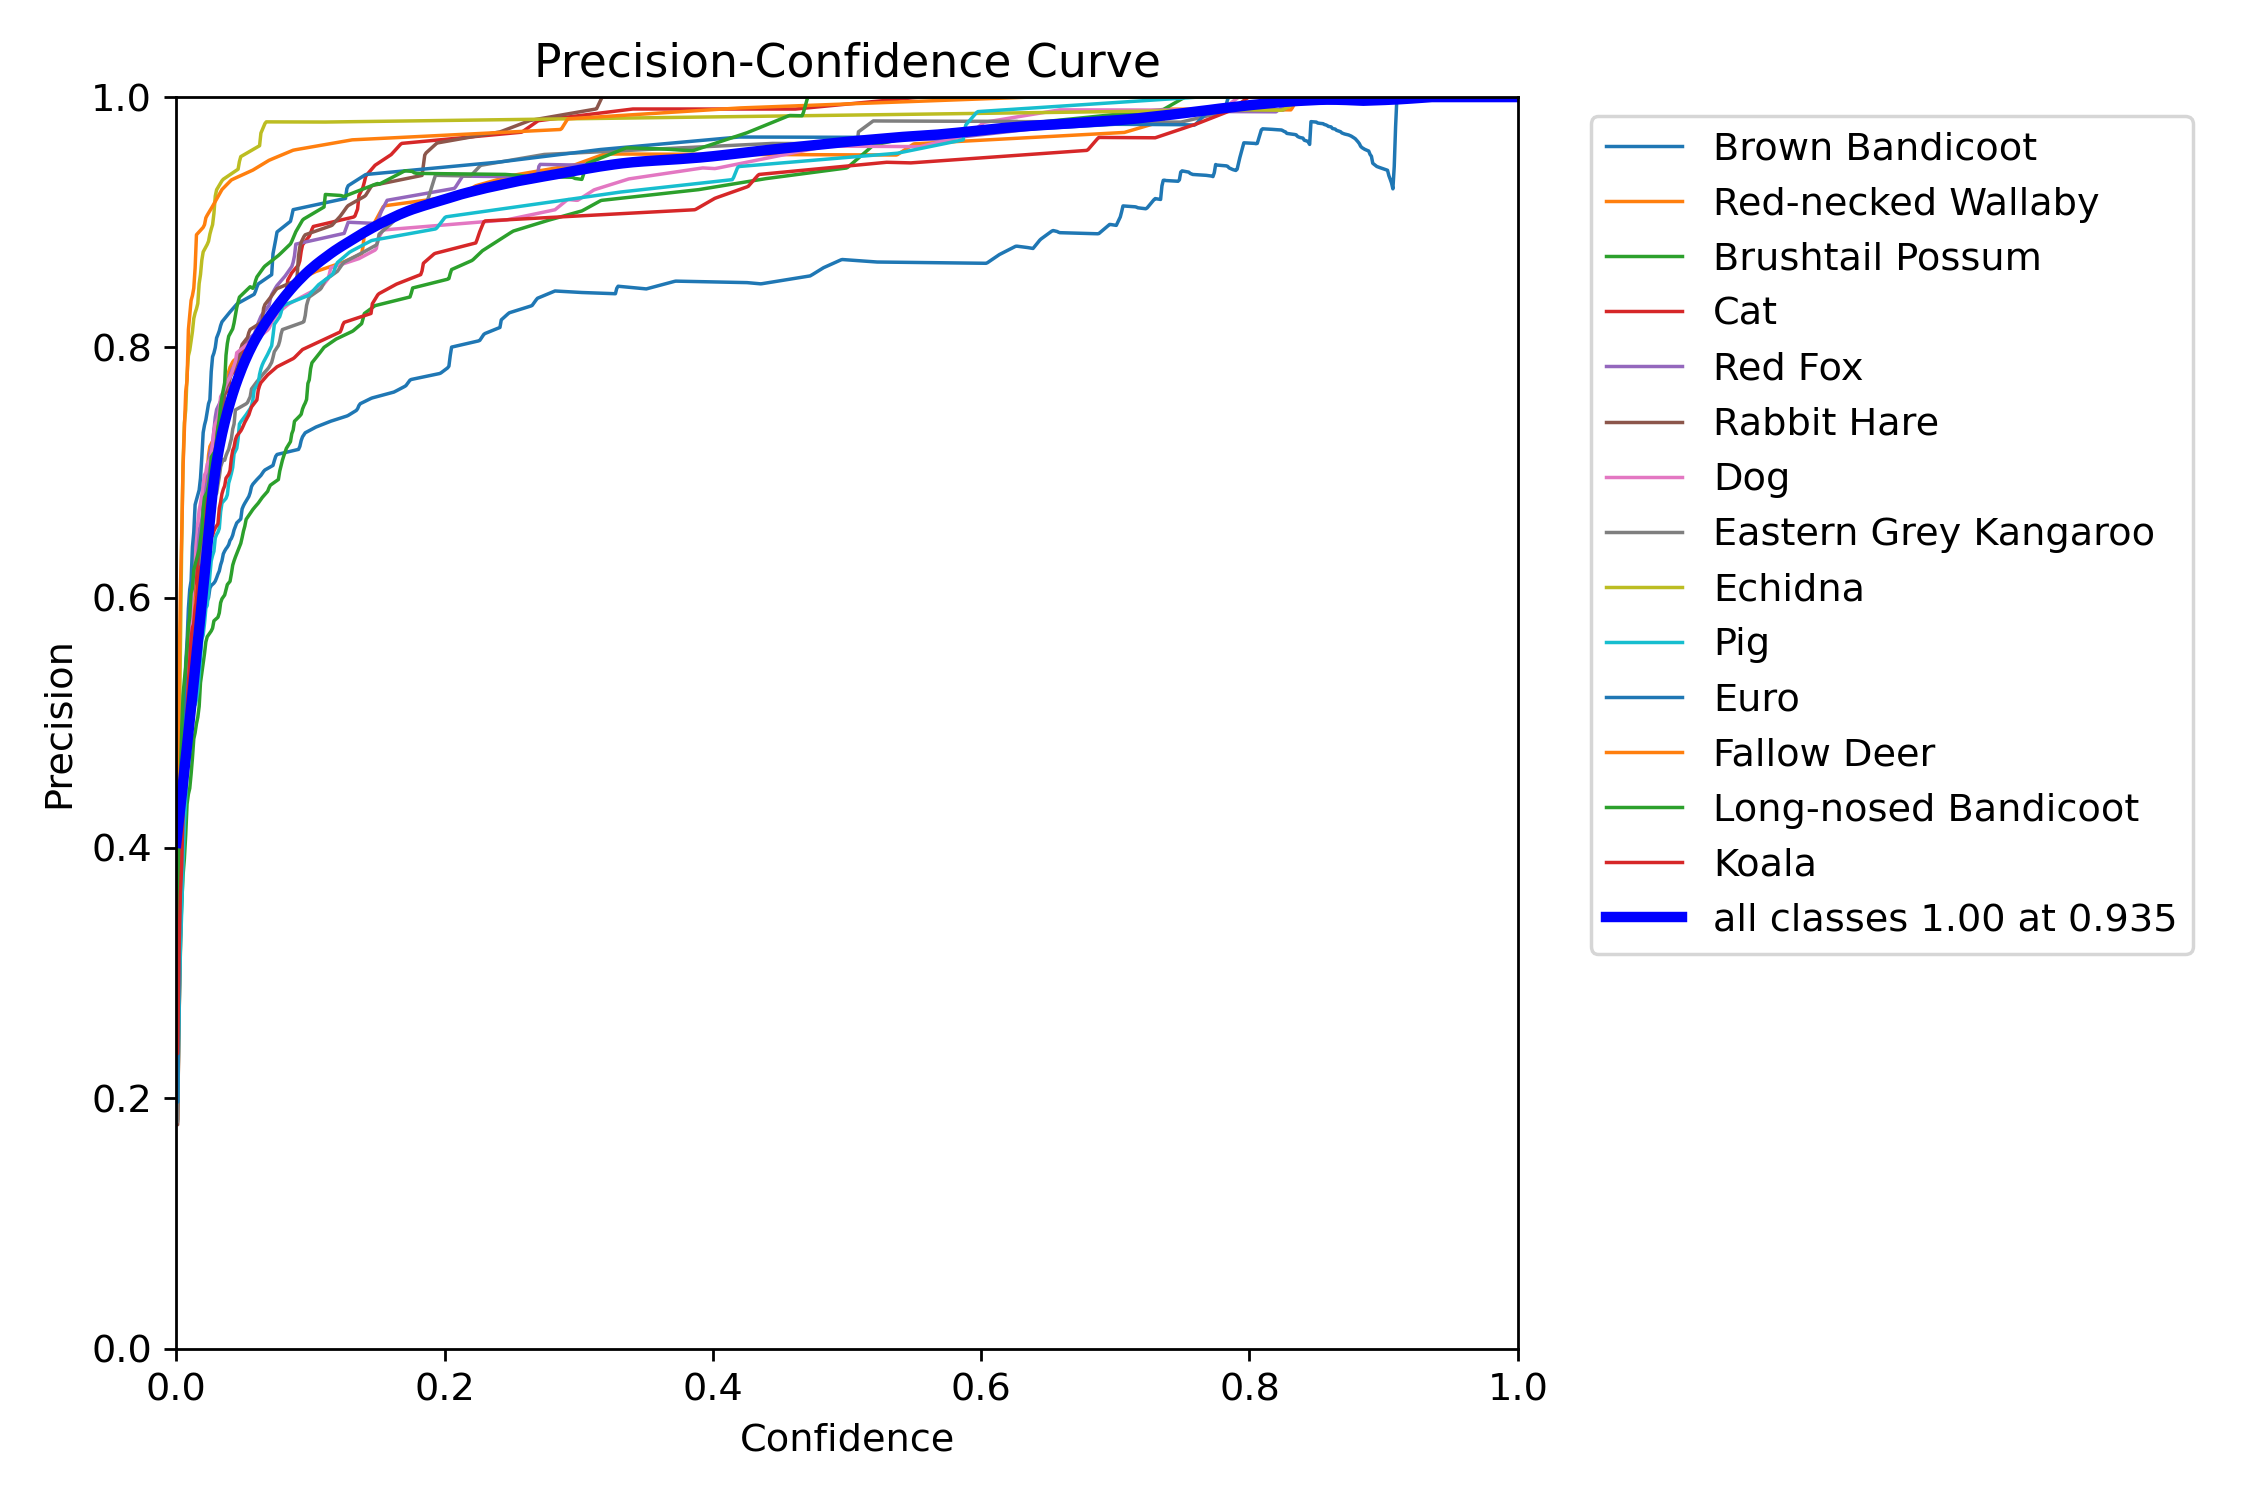 Precision-Confidence Curve
1.0
0.8
0.6
0.4
0.2
0.0
Precision
0.0 0.2 0.4 0.6 0.8 1.0
Confidence
Brown Bandicoot
Red-necked Wallaby
Brushtail Possum
Cat
Red Fox
Rabbit Hare
Dog
Eastern Grey Kangaroo
Echidna
Pig
Euro
Fallow Deer
Long-nosed Bandicoot
Koala
all classes 1.00 at 0.935